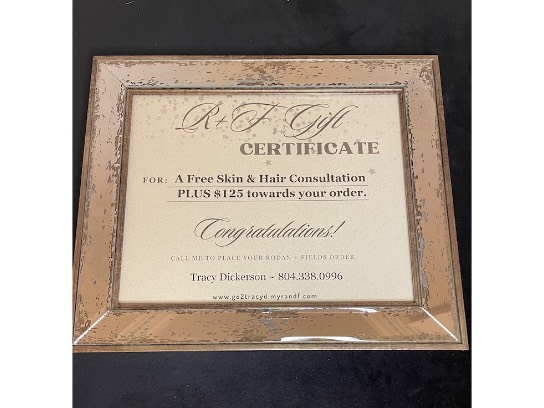 R+F Gift
CERTIFICATE
FOR: A Free Skin & Hair Consultation
PLUS $125 towards your order.
Congratulations!
CALL ME TO PLACE YOUR RODAN + FIELDS ORDER
Tracy Dickerson ~ 804.338.0996
www.go2tracyd.myrandf.com